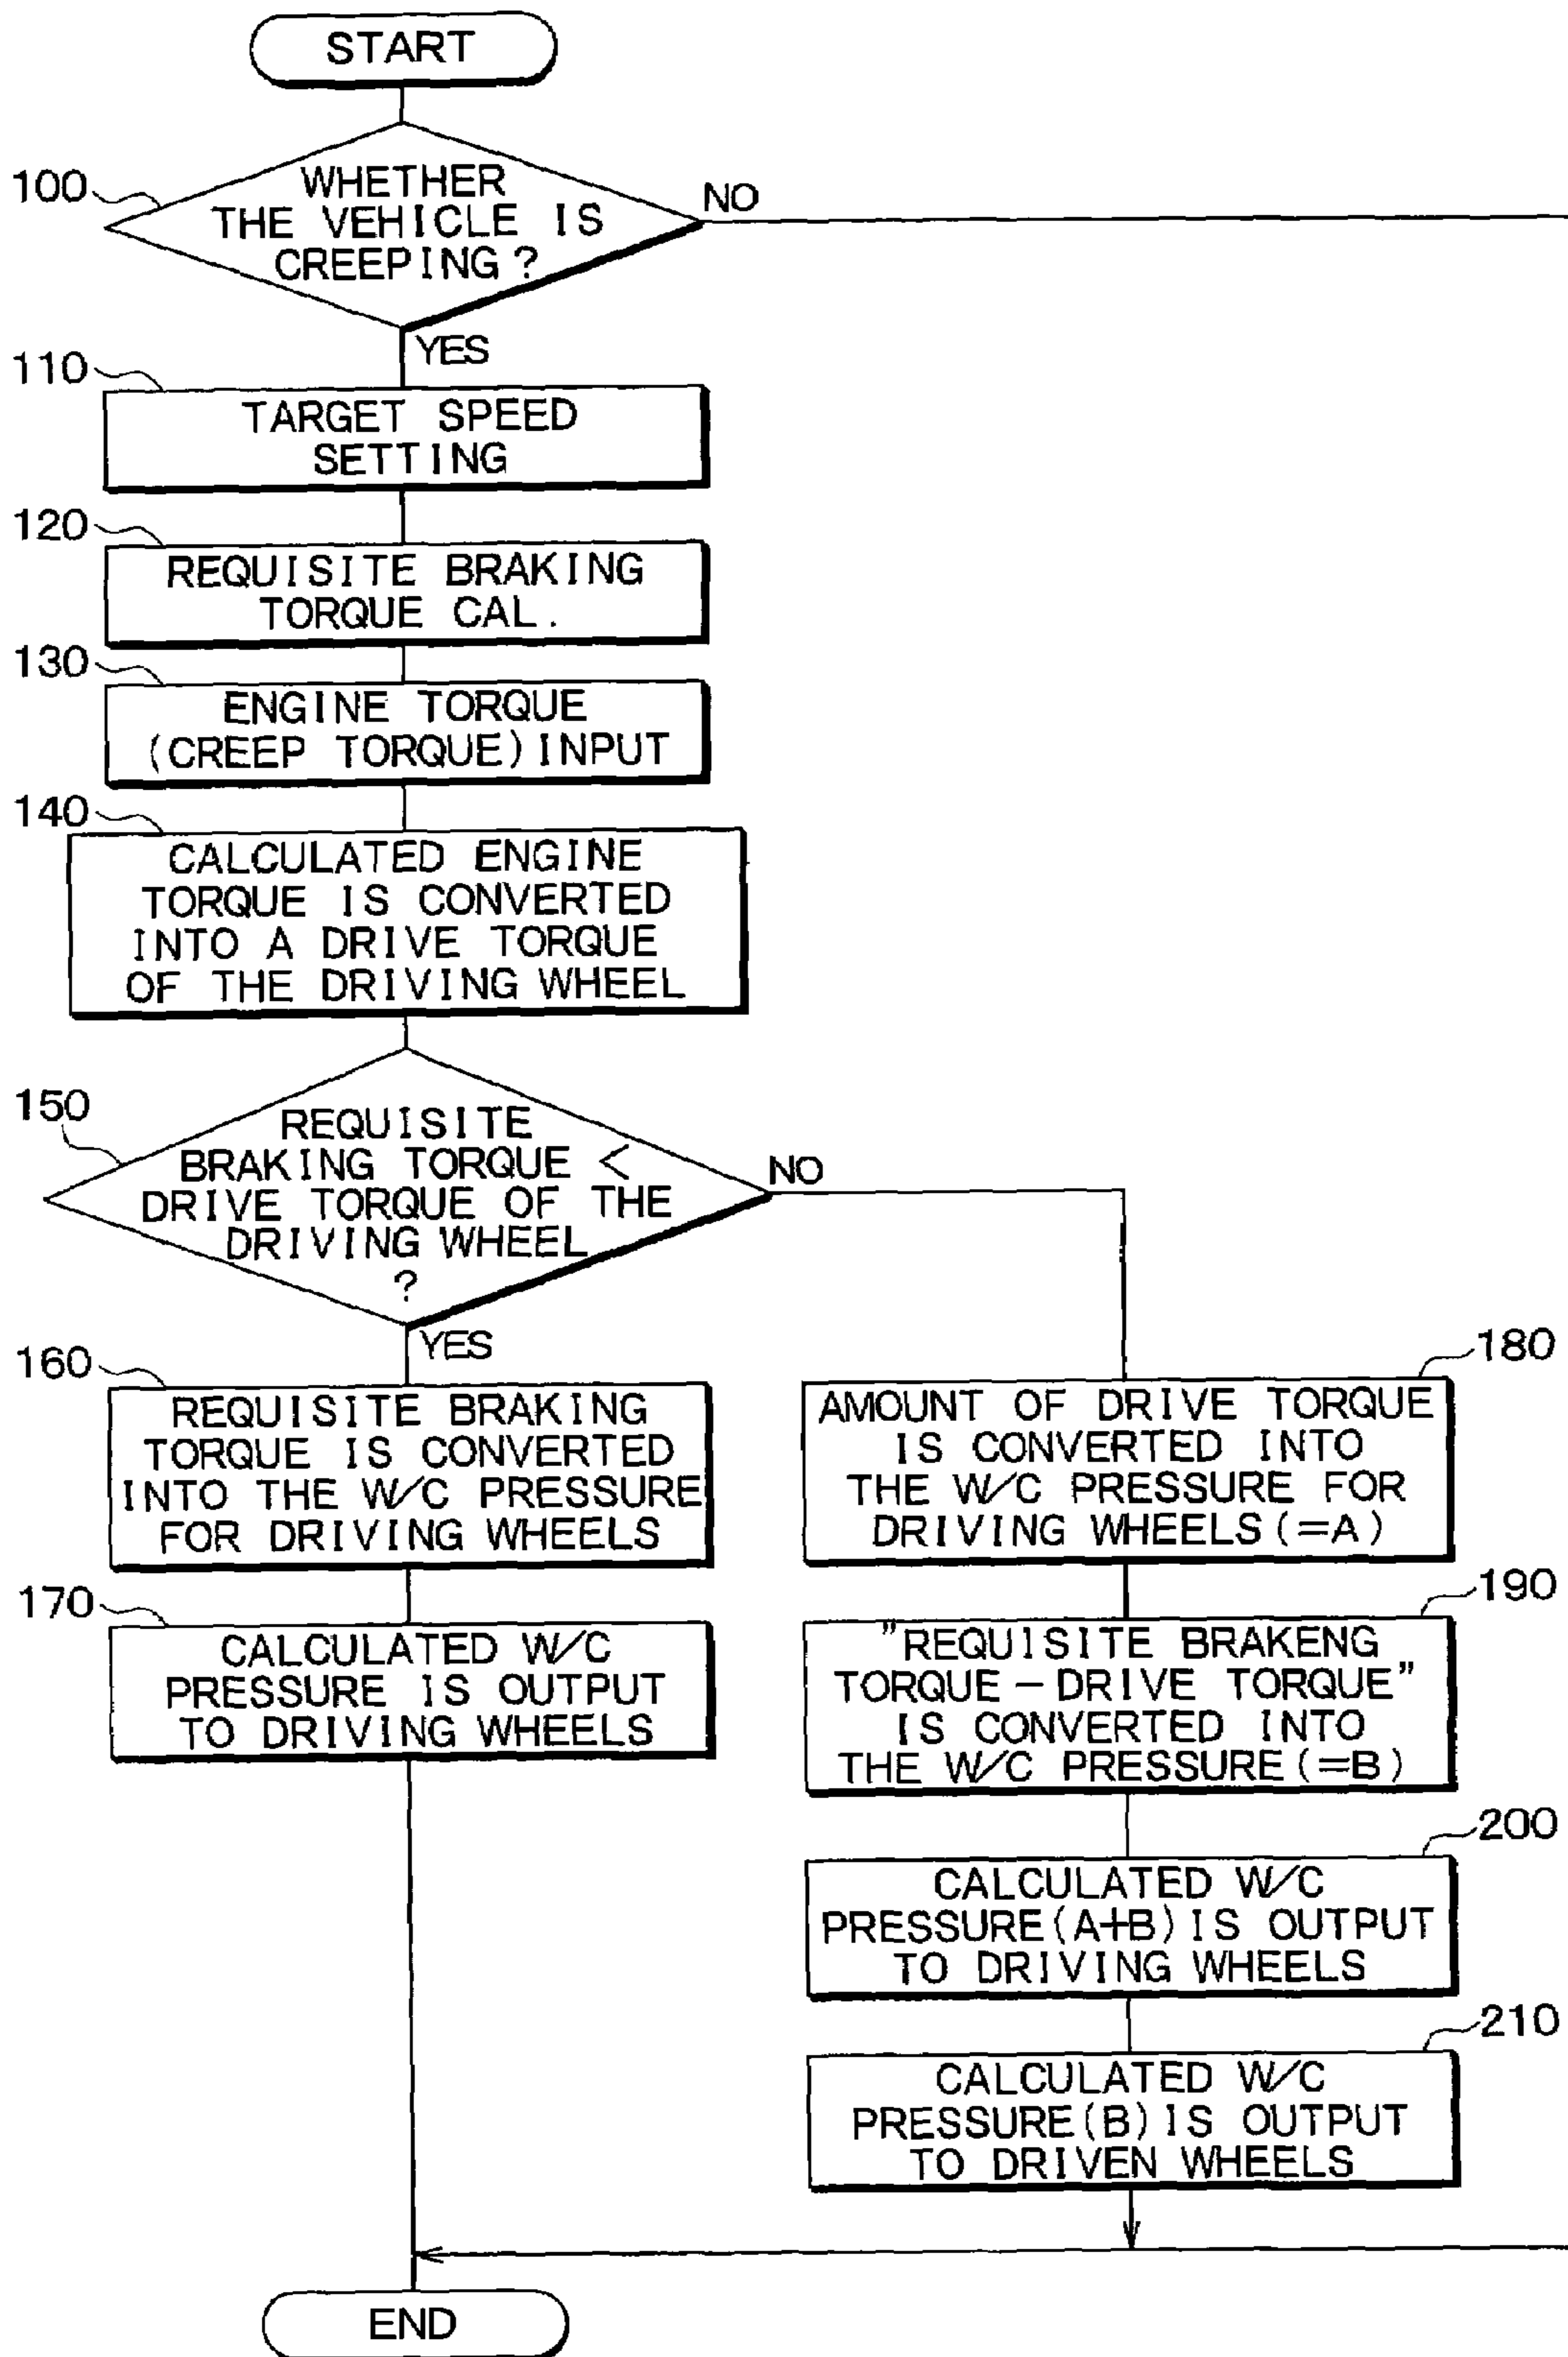 START
100
WHETHER
THE VEHICLE IS
CREEPING?
NO
YES
110
TARGET SPEED
SETTING
120
REQUISITE BRAKING
TORQUE CAL.
130
ENGINE TORQUE
(CREEP TORQUE) INPUT
140
CALCULATED ENGINE
TORQUE IS CONVERTED
INTO A DRIVE TORQUE
OF THE DRIVING WHEEL
150
REQUISITE
BRAKING TORQUE <
DRIVE TORQUE OF THE
DRIVING WHEEL
?
NO
YES
160
REQUISITE BRAKING
TORQUE IS CONVERTED
INTO THE W/C PRESSURE
FOR DRIVING WHEELS
170
CALCULATED W/C
PRESSURE IS OUTPUT
TO DRIVING WHEELS
180
AMOUNT OF DRIVE TORQUE
IS CONVERTED INTO
THE W/C PRESSURE FOR
DRIVING WHEELS (=A)
190
"REQUISITE BRAKENG
TORQUE – DRIVE TORQUE"
IS CONVERTED INTO
THE W/C PRESSURE (=B)
200
CALCULATED W/C
PRESSURE (A+B) IS OUTPUT
TO DRIVING WHEELS
210
CALCULATED W/C
PRESSURE (B) IS OUTPUT
TO DRIVEN WHEELS
END